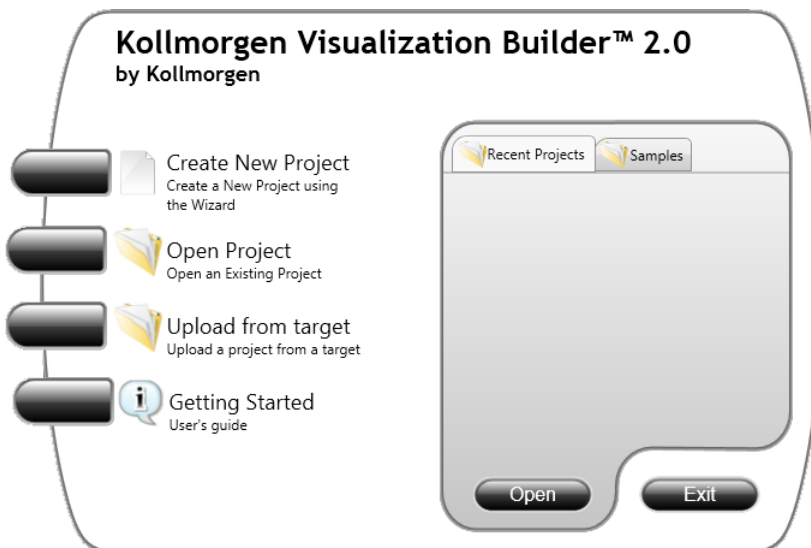 Kollmorgen Visualization Builder™ 2.0
by Kollmorgen
Create New Project
Create a New Project using
the Wizard
Open Project
Open an Existing Project
Upload from target
Upload a project from a target
Getting Started
User's guide
Recent Projects
Samples
Open
Exit